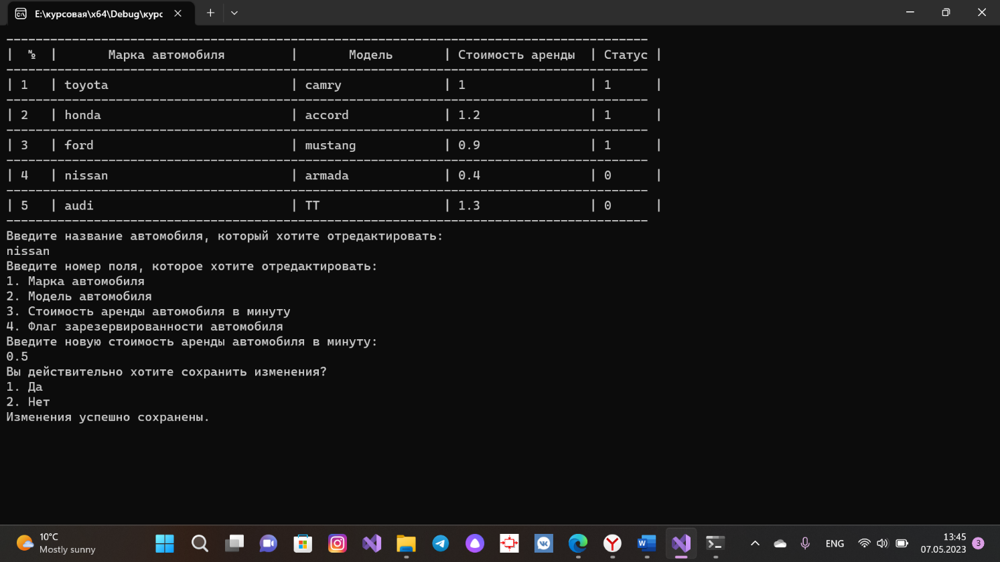 E:\курсовая\x64\Debug\курс
| № | Марка автомобиля | Модель | Стоимость аренды | Статус |
| 1 | toyota | camry | 1 | 1 |
| 2 | honda | accord | 1.2 | 1 |
| 3 | ford | mustang | 0.9 | 1 |
| 4 | nissan | armada | 0.4 | 0 |
| 5 | audi | TT | 1.3 | 0 |
Введите название автомобиля, который хотите отредактировать:
nissan
Введите номер поля, которое хотите отредактировать:
1. Марка автомобиля
2. Модель автомобиля
3. Стоимость аренды автомобиля в минуту
4. Флаг зарезервированности автомобиля
Введите новую стоимость аренды автомобиля в минуту:
0.5
Вы действительно хотите сохранить изменения?
1. Да
2. Нет
Изменения успешно сохранены.
10°C
Mostly sunny
ENG
13:45
07.05.2023
3